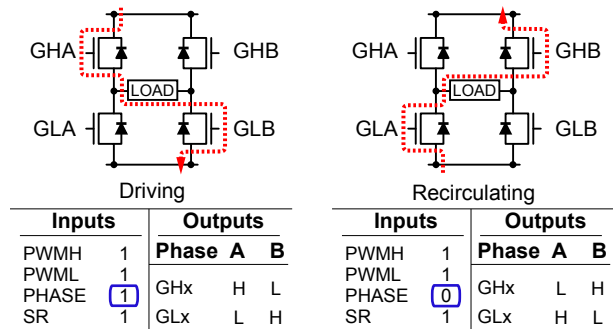 GHA GHB GHA GHB
LOAD LOAD
GLA GLB GLA GLB
Driving Recirculating
Inputs Outputs Inputs Outputs
PWMH 1 Phase A B PWMH 1 Phase A B
PWML 1 PWML 1
PHASE 1 GHx H L PHASE 0 GHx L H
SR 1 GLx L H SR 1 GLx H L